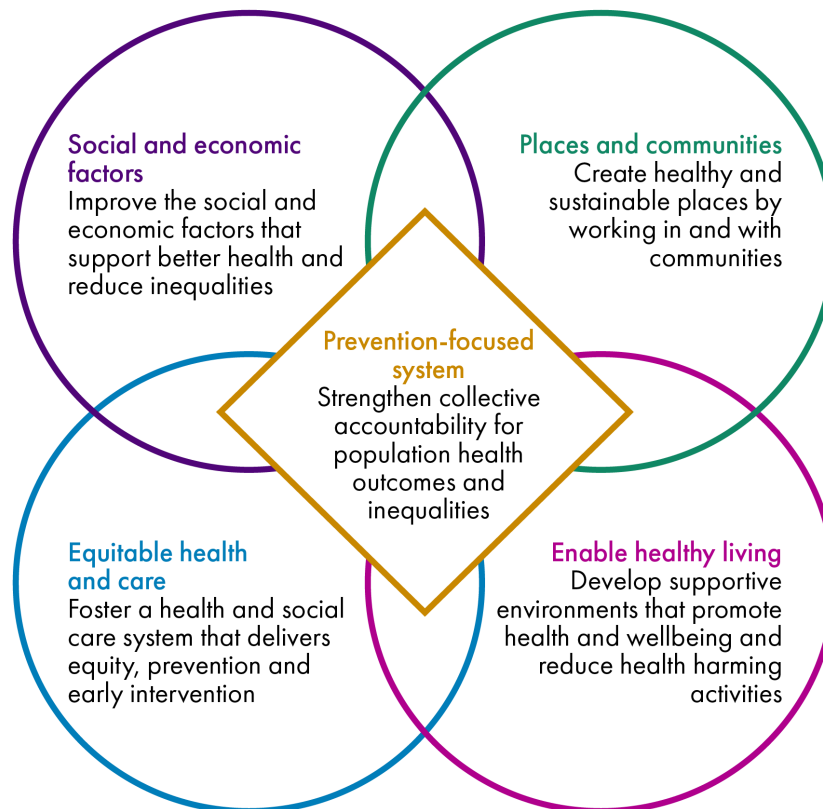 Social and economic
factors
Improve the social and
economic factors that
support better health and
reduce inequalities
Places and communities
Create healthy and
sustainable places by
working in and with
communities
Prevention-focused
system
Strengthen collective
accountability for
population health
outcomes and
inequalities
Equitable health
and care
Foster a health and social
care system that delivers
equity, prevention and
early intervention
Enable healthy living
Develop supportive
environments that promote
health and wellbeing and
reduce health harming
activities